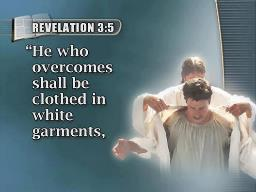 REVELATION 3:5
“He who
overcomes
shall be
clothed in
white
garments,